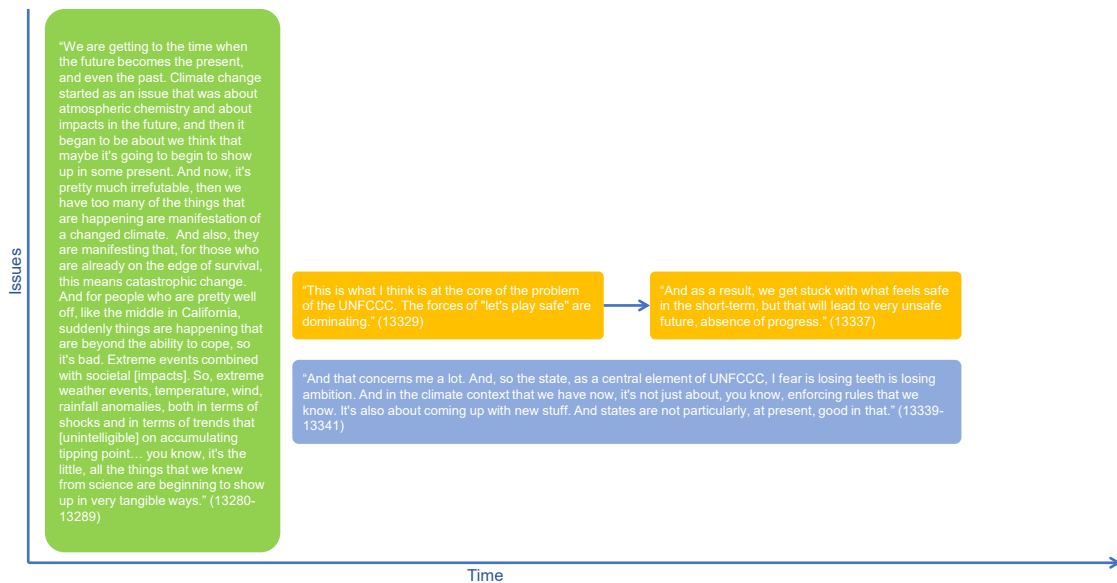 Issues
“We are getting to the time when
the future becomes the present,
and even the past. Climate change
started as an issue that was about
atmospheric chemistry and about
impacts in the future, and then it
began to be about we think that
maybe it's going to begin to show
up in some present. And now, it's
pretty much irrefutable, then we
have too many of the things that
are happening are manifestation of
a changed climate.  And also, they
are manifesting that, for those who
are already on the edge of survival,
this means catastrophic change.
And for people who are pretty well
off, like the middle in California,
suddenly things are happening that
are beyond the ability to cope, so
it's bad. Extreme events combined
with societal [impacts]. So, extreme
weather events, temperature, wind,
rainfall anomalies, both in terms of
shocks and in terms of trends that
[unintelligible] on accumulating
tipping point… you know, it's the
little, all the things that we knew
from science are beginning to show
up in very tangible ways.” (13280-
13289)
“This is what I think is at the core of the problem
of the UNFCCC. The forces of "let's play safe" are
dominating.” (13329)
“And as a result, we get stuck with what feels safe
in the short-term, but that will lead to very unsafe
future, absence of progress.” (13337)
“And that concerns me a lot. And, so the state, as a central element of UNFCCC, I fear is losing teeth is losing
ambition. And in the climate context that we have now, it's not just about, you know, enforcing rules that we
know. It's also about coming up with new stuff. And states are not particularly, at present, good in that.” (13339-
13341)
Time